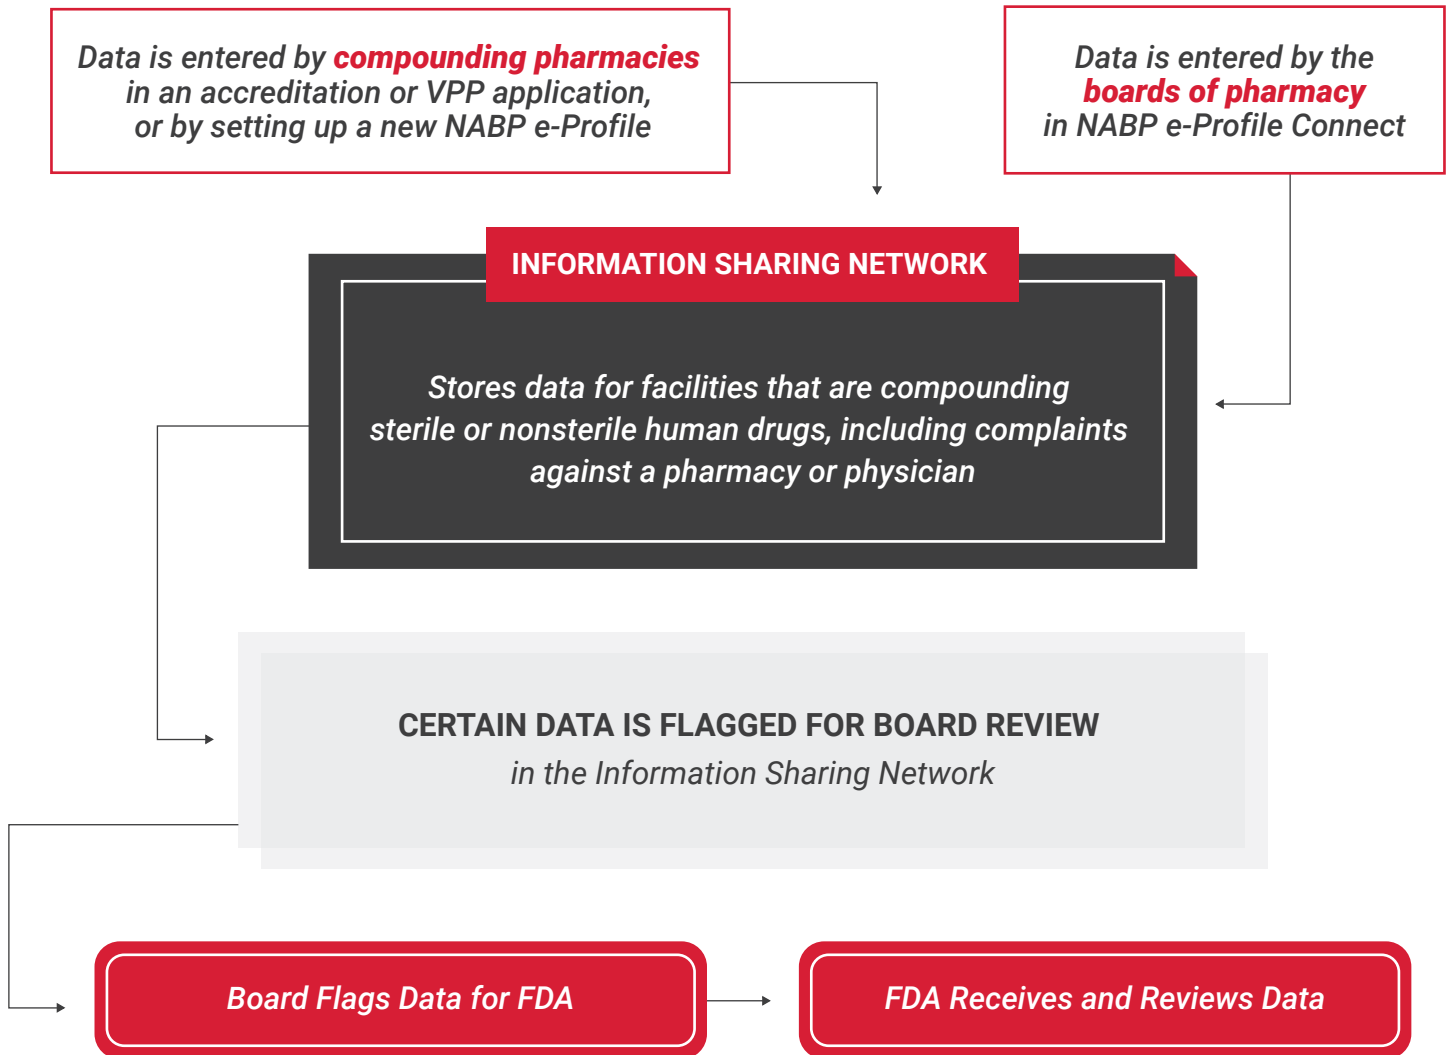 Data is entered by compounding pharmacies
in an accreditation or VPP application,
or by setting up a new NABP e-Profile
Data is entered by the
boards of pharmacy
in NABP e-Profile Connect
INFORMATION SHARING NETWORK
Stores data for facilities that are compounding
sterile or nonsterile human drugs, including complaints
against a pharmacy or physician
CERTAIN DATA IS FLAGGED FOR BOARD REVIEW
in the Information Sharing Network
Board Flags Data for FDA
FDA Receives and Reviews Data